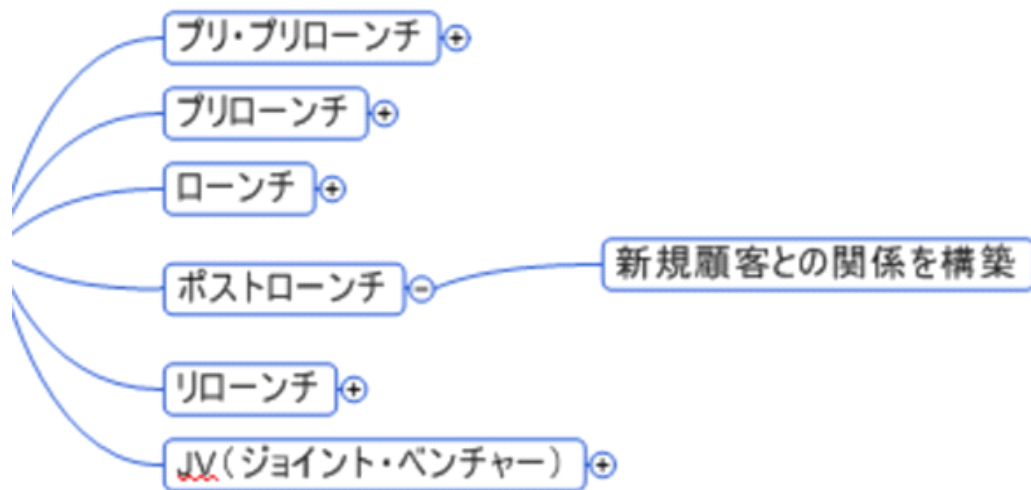 プリ・プリローンチ
プリローンチ
ローンチ
ポストローンチ
新規顧客との関係を構築
リローンチ
JV(ジョイント・ベンチャー)